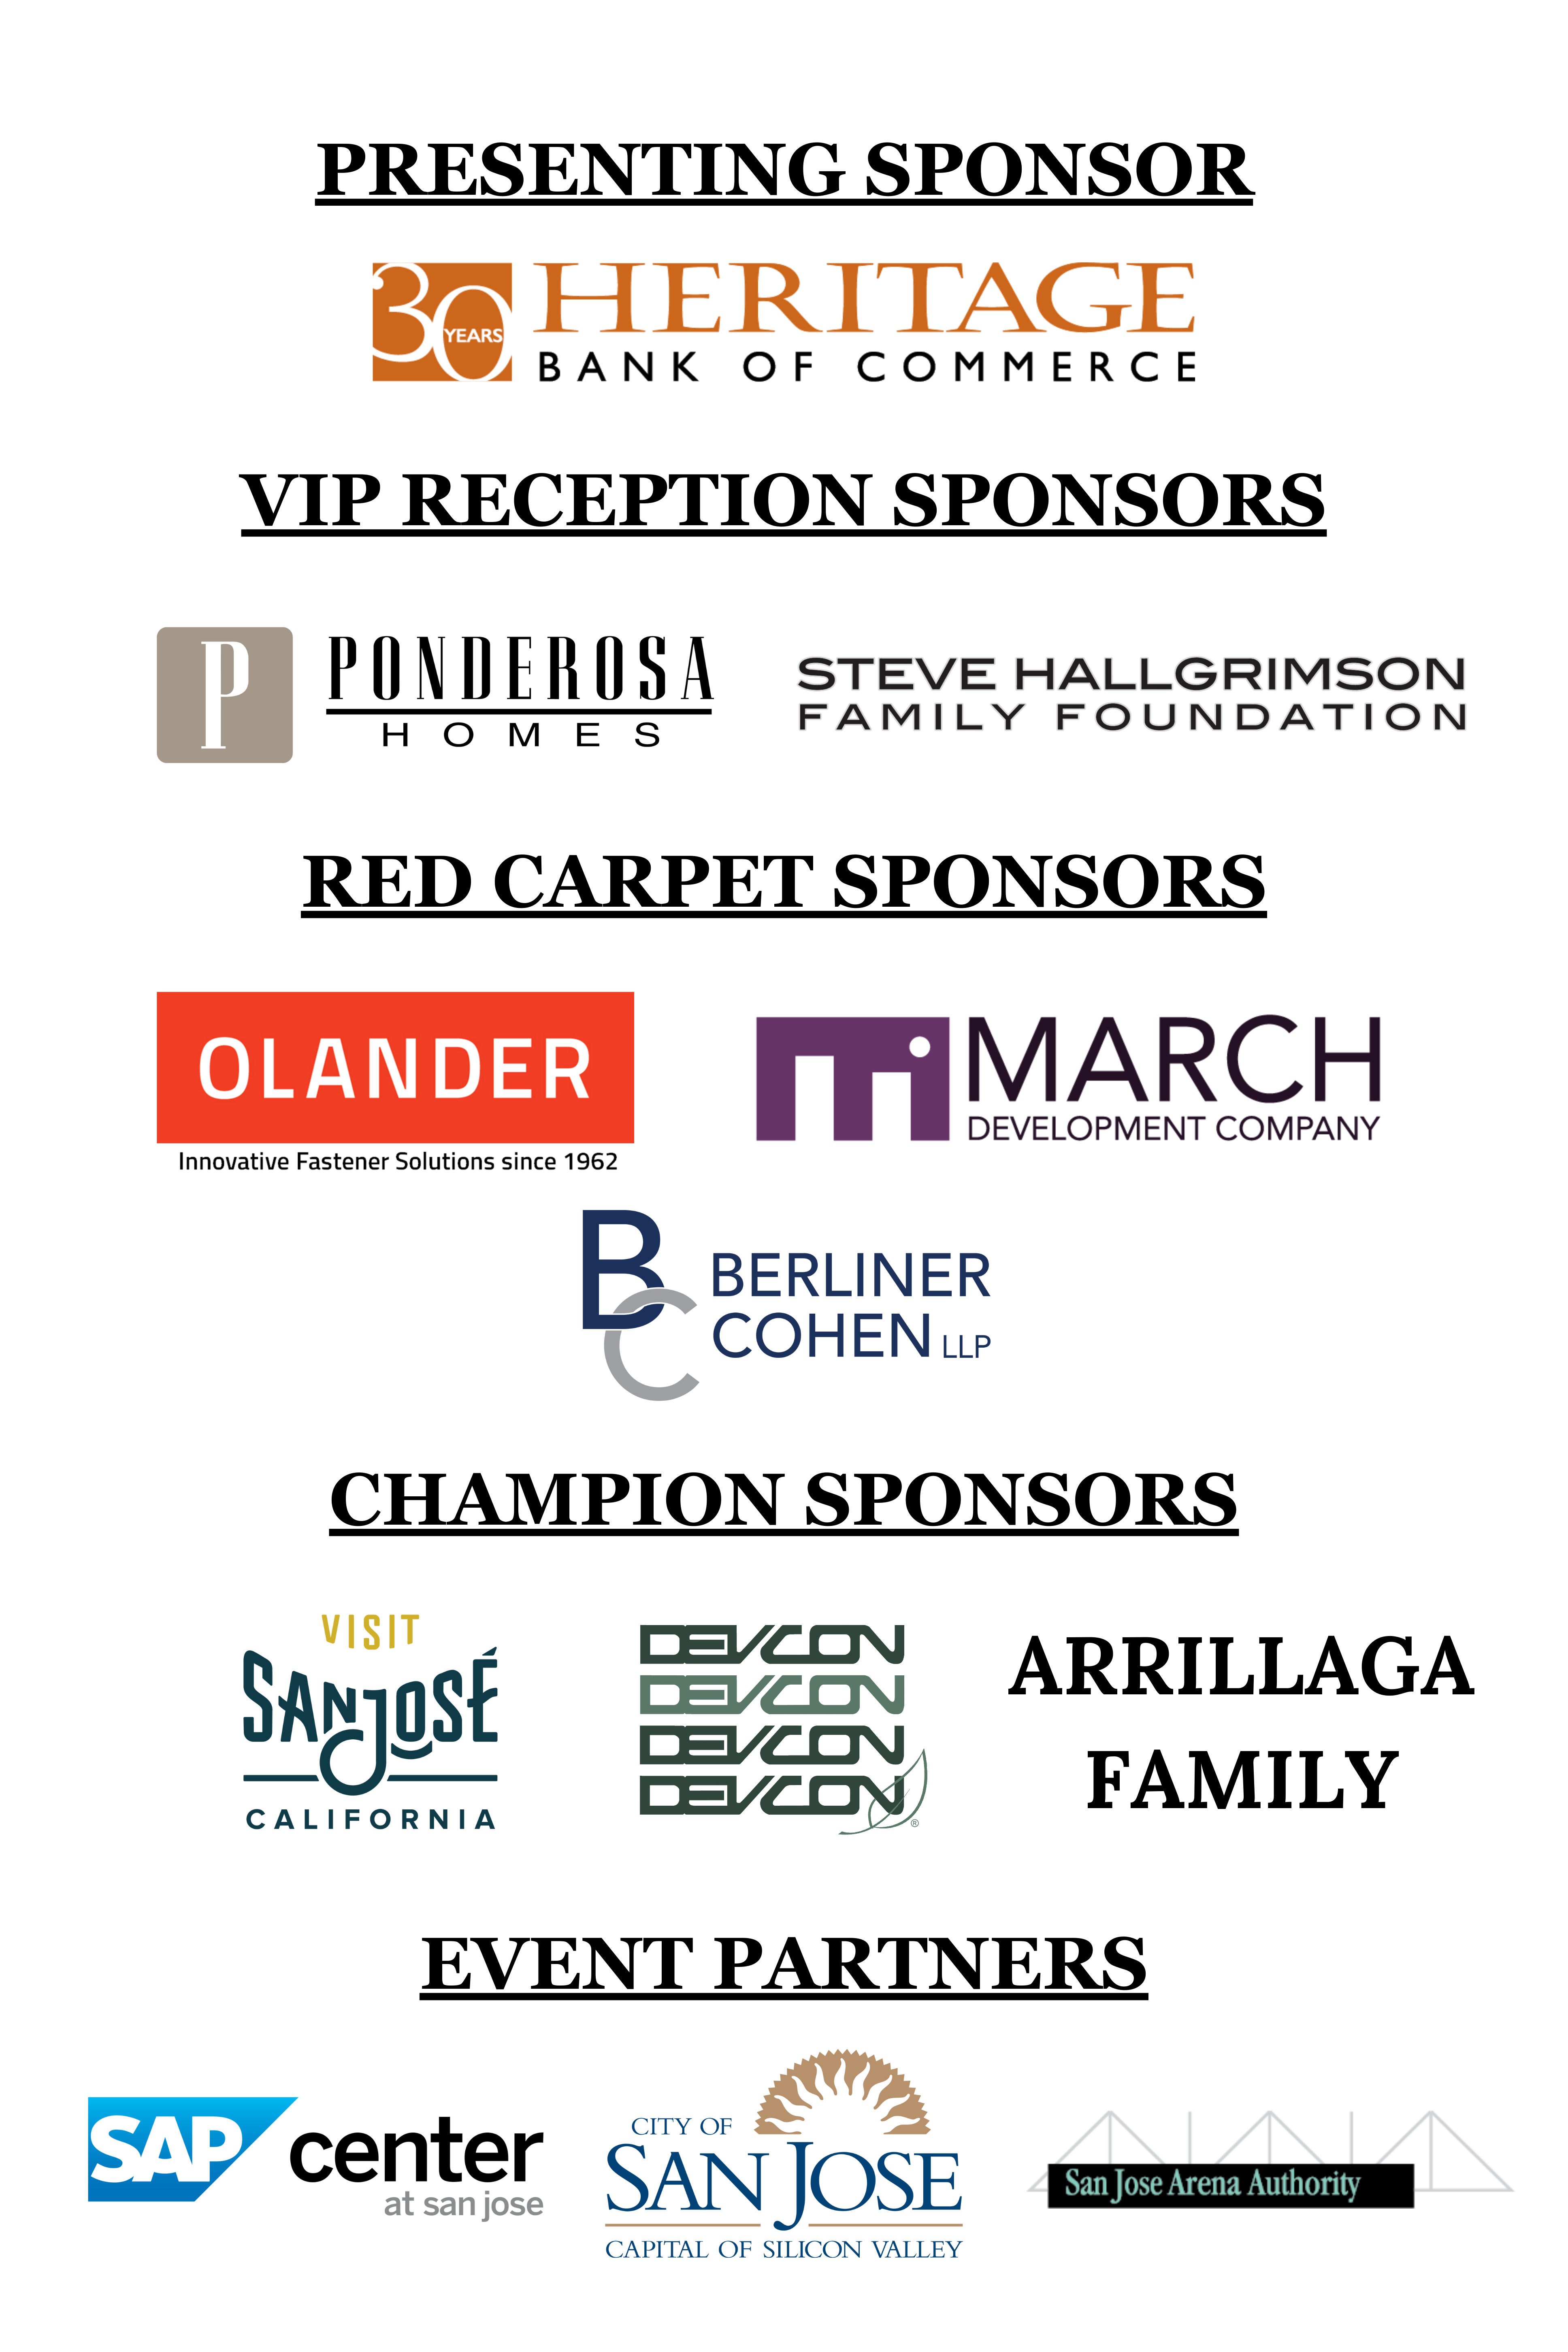 PRESENTING SPONSOR
30 YEARS HERITAGE
BANK OF COMMERCE
VIP RECEPTION SPONSORS
P PONDEROSA
HOMES
STEVE HALLGRIMSON
FAMILY FOUNDATION
RED CARPET SPONSORS
OLANDER
Innovative Fastener Solutions since 1962
m MARCH
DEVELOPMENT COMPANY
BC
BERLINER
COHEN LLP
CHAMPION SPONSORS
VISIT
SAN JOSÉ
CALIFORNIA
DEVCON
DEVCON
DEVCON
DEVCON
®
ARRILLAGA
FAMILY
EVENT PARTNERS
SAP center
at san jose
CITY OF
SAN JOSE
CAPITAL OF SILICON VALLEY
San Jose Arena Authority